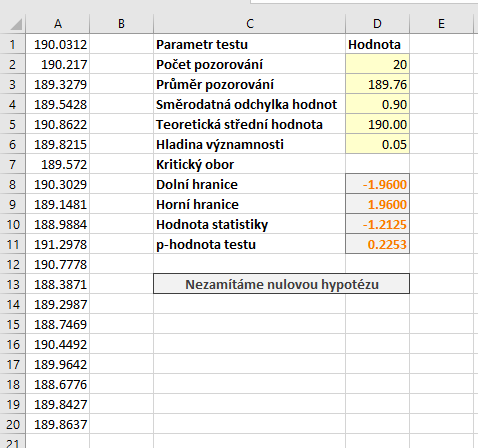 A B C D E
1 190.0312 Parametr testu Hodnota
2 190.217 Počet pozorování 20
3 189.3279 Průměr pozorování 189.76
4 189.5428 Směrodatná odchylka hodnot 0.90
5 190.8622 Teoretická střední hodnota 190.00
6 189.8215 Hladina významnosti 0.05
7 189.572 Kritický obor
8 190.3029 Dolní hranice -1.9600
9 189.1481 Horní hranice 1.9600
10 188.9884 Hodnota statistiky -1.2125
11 191.2978 p-hodnota testu 0.2253
12 190.7778
13 188.3871 Nezamítáme nulovou hypotézu
14 189.2987
15 188.7469
16 190.4492
17 189.9642
18 188.6776
19 189.8427
20 189.8637
21